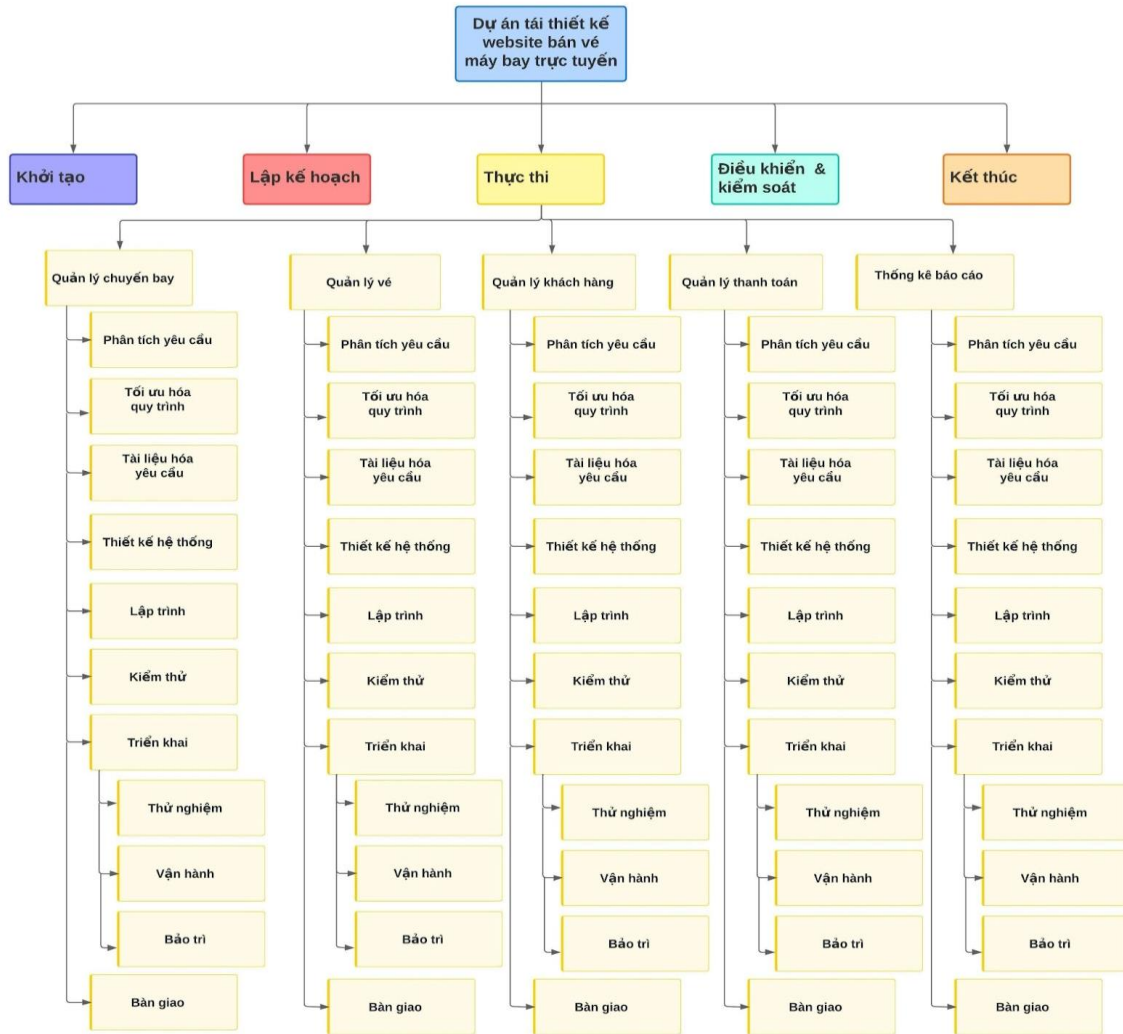 Dự án tái thiết kế
website bán vé
máy bay trực tuyến
Khởi tạo
Lập kế hoạch
Thực thi
Điều khiển & 
kiểm soát
Kết thúc
Quản lý chuyến bay
Phân tích yêu cầu
Tối ưu hóa
quy trình
Tài liệu hóa
yêu cầu
Thiết kế hệ thống
Lập trình
Kiểm thử
Triển khai
Thử nghiệm
Vận hành
Bảo trì
Bàn giao
Quản lý vé
Phân tích yêu cầu
Tối ưu hóa
quy trình
Tài liệu hóa
yêu cầu
Thiết kế hệ thống
Lập trình
Kiểm thử
Triển khai
Thử nghiệm
Vận hành
Bảo trì
Bàn giao
Quản lý khách hàng
Phân tích yêu cầu
Tối ưu hóa
quy trình
Tài liệu hóa
yêu cầu
Thiết kế hệ thống
Lập trình
Kiểm thử
Triển khai
Thử nghiệm
Vận hành
Bảo trì
Bàn giao
Quản lý thanh toán
Phân tích yêu cầu
Tối ưu hóa
quy trình
Tài liệu hóa
yêu cầu
Thiết kế hệ thống
Lập trình
Kiểm thử
Triển khai
Thử nghiệm
Vận hành
Bảo trì
Bàn giao
Thống kê báo cáo
Phân tích yêu cầu
Tối ưu hóa
quy trình
Tài liệu hóa
yêu cầu
Thiết kế hệ thống
Lập trình
Kiểm thử
Triển khai
Thử nghiệm
Vận hành
Bảo trì
Bàn giao